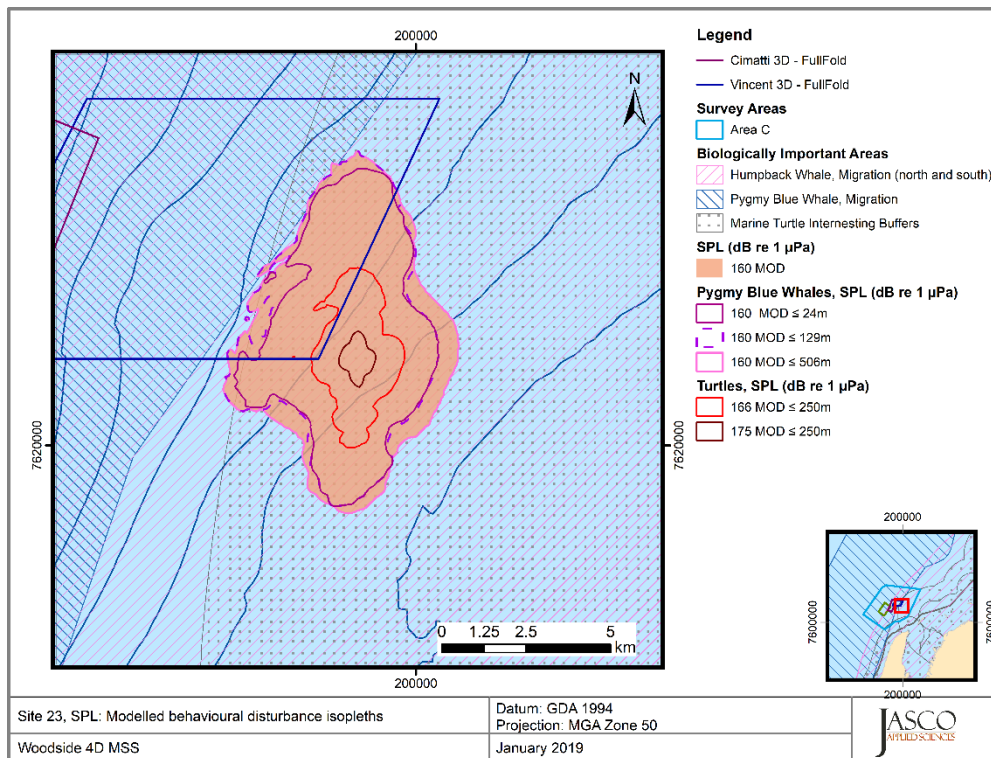 200000
N
7620000
7620000
0 1.25 2.5 5
km
200000
Legend
Cimatti 3D - FullFold
Vincent 3D - FullFold
Survey Areas
Area C
Biologically Important Areas
Humpback Whale, Migration (north and south)
Pygmy Blue Whale, Migration
Marine Turtle Internesting Buffers
SPL (dB re 1 µPa)
160 MOD
Pygmy Blue Whales, SPL (dB re 1 µPa)
160 MOD ≤ 24m
160 MOD ≤ 129m
160 MOD ≤ 506m
Turtles, SPL (dB re 1 µPa)
166 MOD ≤ 250m
175 MOD ≤ 250m
200000
7600000
200000
Site 23, SPL: Modelled behavioural disturbance isopleths
Datum: GDA 1994
Projection: MGA Zone 50
Woodside 4D MSS
January 2019
JASCO
APPLIED SCIENCES